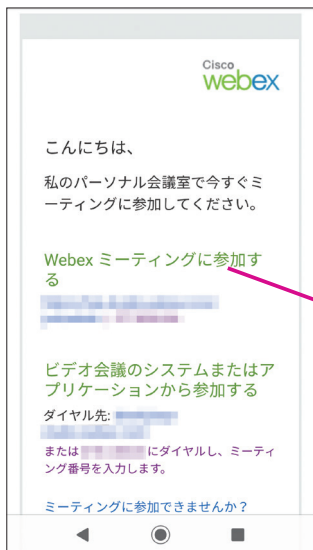 Cisco
webex
こんにちは、
私のパーソナル会議室で今すぐミ
ーティングに参加してください。
Webex ミーティングに参加す
る
ビデオ会議のシステムまたはア
プリケーションから参加する
ダイヤル先:
または にダイヤルし、ミーティ
ング番号を入力します。
ミーティングに参加できませんか？